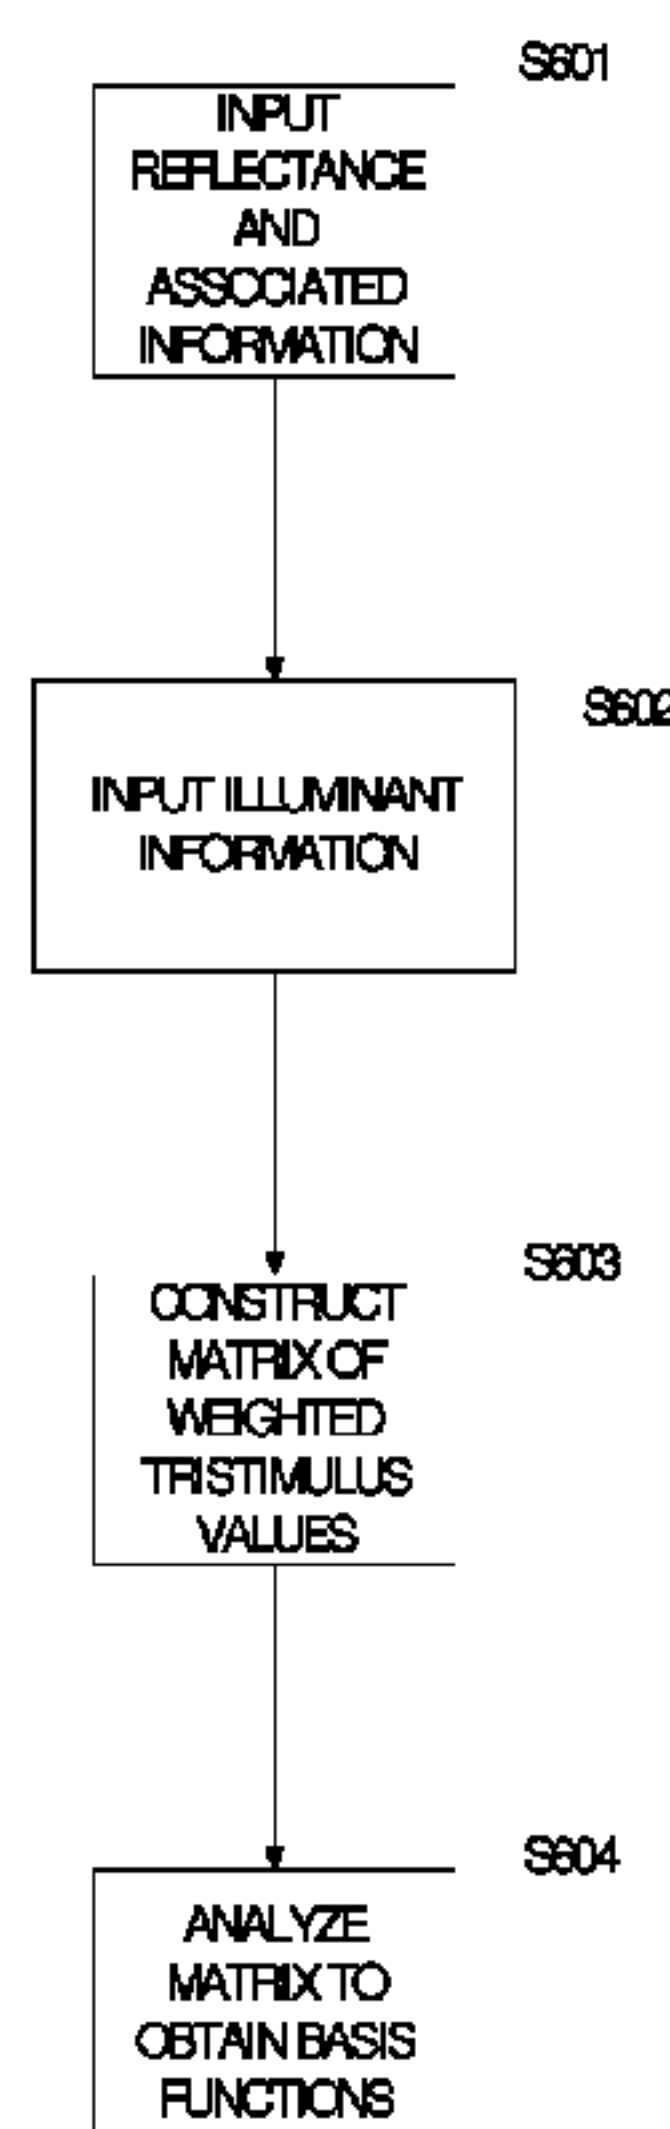 S601
INPUT
REFLECTANCE
AND
ASSOCIATED
INFORMATION
S602
INPUT ILLUMINANT
INFORMATION
S603
CONSTRUCT
MATRIX OF
WEIGHTED
TRISTIMULUS
VALUES
S604
ANALYZE
MATRIX TO
OBTAIN BASIS
FUNCTIONS